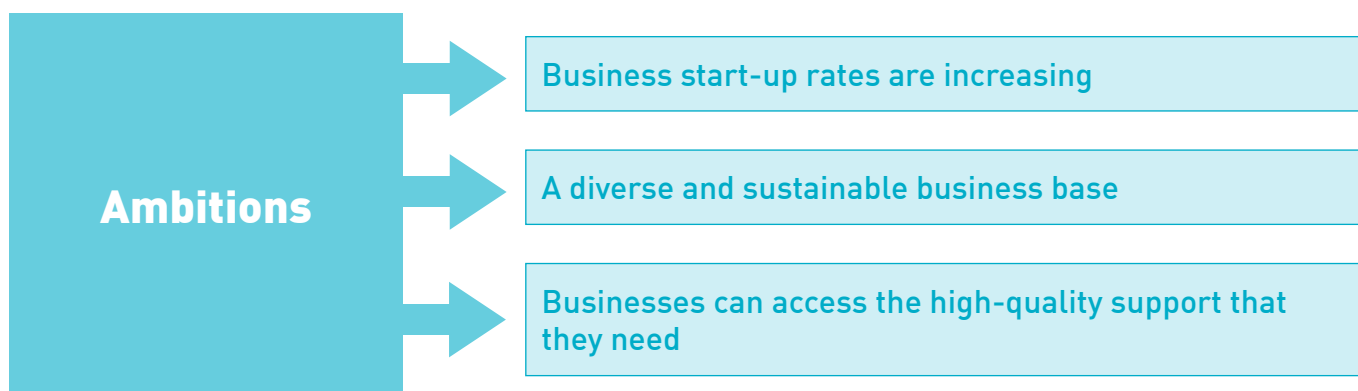 Ambitions
Business start-up rates are increasing
A diverse and sustainable business base
Businesses can access the high-quality support that
they need